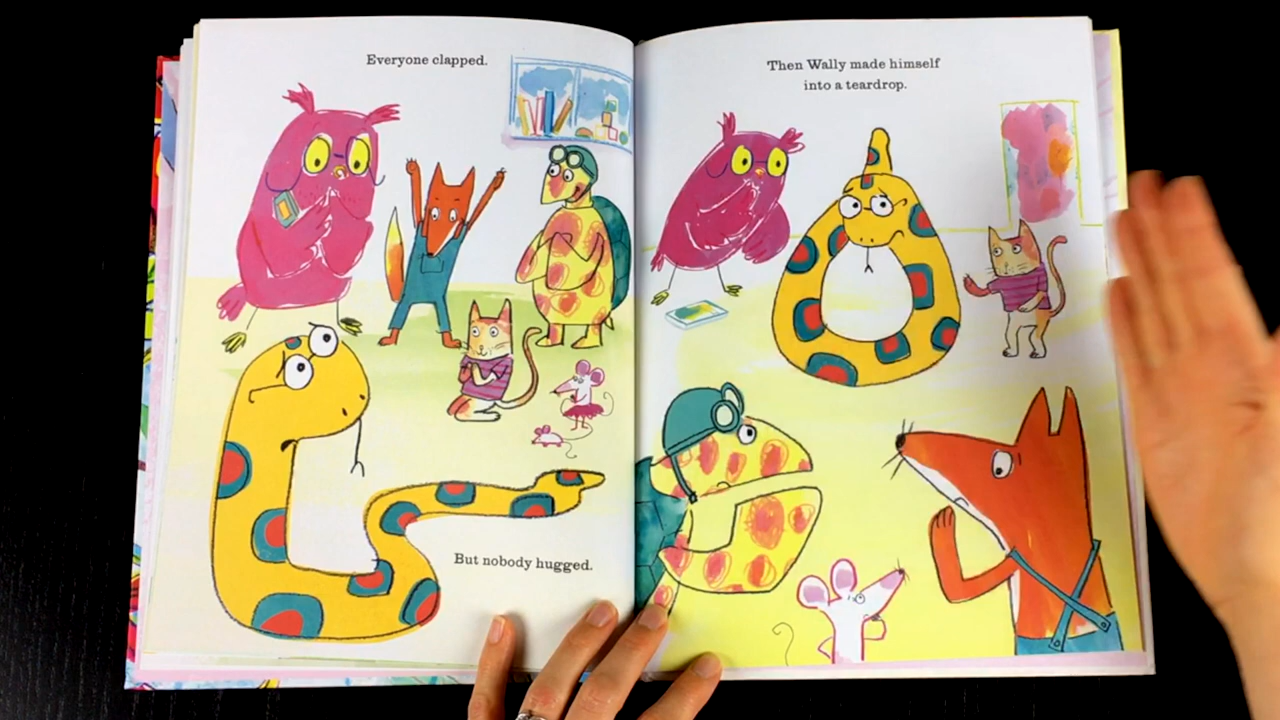 Everyone clapped.
But nobody hugged.
Then Wally made himself
into a teardrop.